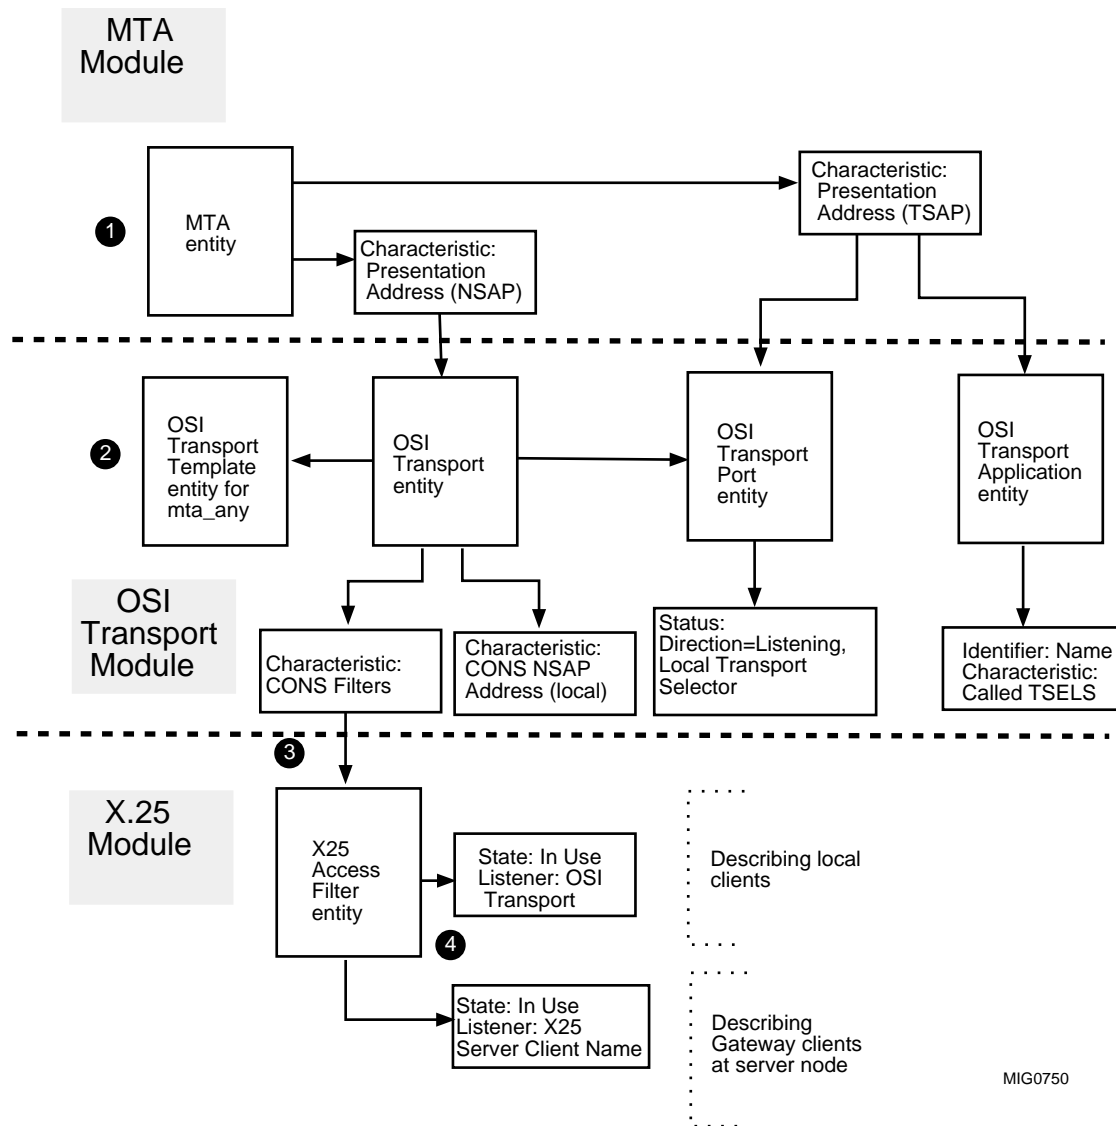 MTA
Module
1
MTA
entity
Characteristic:
Presentation
Address (NSAP)
Characteristic:
Presentation
Address (TSAP)
2
OSI
Transport
Template
entity for
mta_any
OSI
Transport
entity
OSI
Transport
Port
entity
OSI
Transport
Application
entity
OSI
Transport
Module
Characteristic:
CONS Filters
Characteristic:
CONS NSAP
Address (local)
Status:
Direction=Listening,
Local Transport
Selector
Identifier: Name
Characteristic:
Called TSELS
3
X.25
Module
X25
Access
Filter
entity
State: In Use
Listener: OSI
Transport
Describing local
clients
4
State: In Use
Listener: X25
Server Client Name
Describing
Gateway clients
at server node
MIG0750